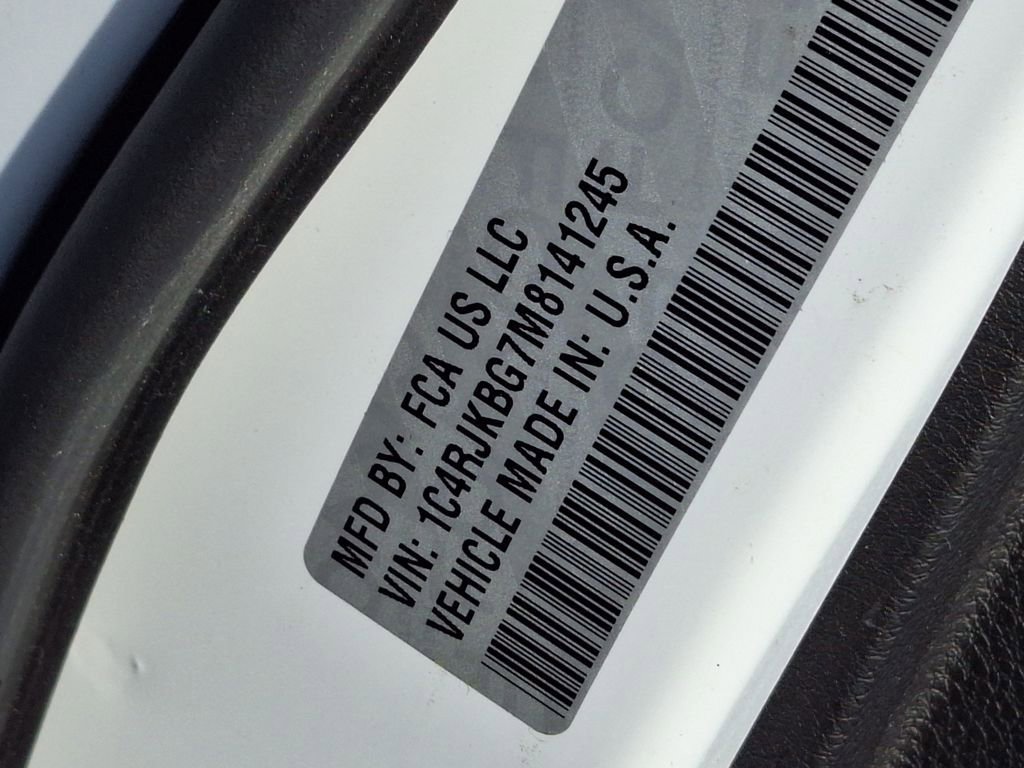 MFD BY: FCA US LLC
VIN: 1C4RJKBG7M8141245
VEHICLE MADE IN: U.S.A.